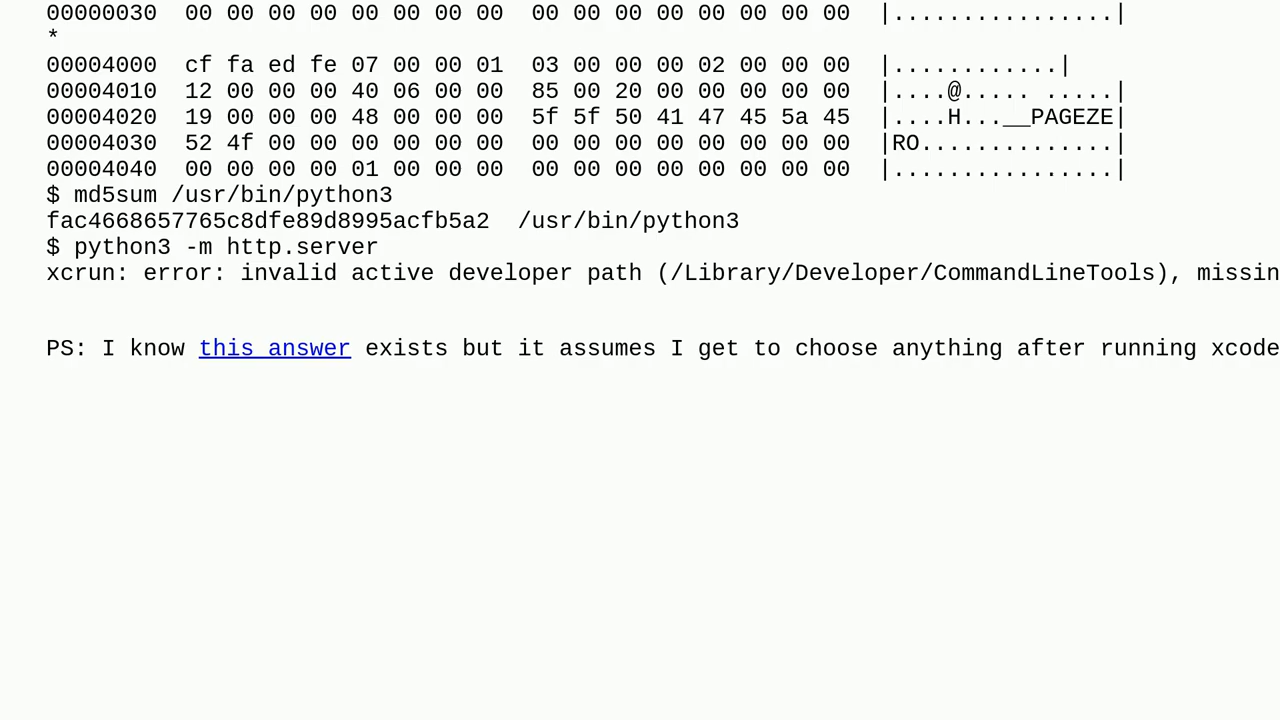 00000030  00 00 00 00 00 00 00 00  00 00 00 00 00 00 00 00  |................|
*
00004000  cf fa ed fe 07 00 00 01  03 00 00 00 02 00 00 00  |............|
00004010  12 00 00 00 40 06 00 00  85 00 20 00 00 00 00 00  |....@..... .....|
00004020  19 00 00 00 48 00 00 00  5f 5f 50 41 47 45 5a 45  |....H...__PAGEZE|
00004030  52 4f 00 00 00 00 00 00  00 00 00 00 00 00 00 00  |RO..............|
00004040  00 00 00 00 01 00 00 00  00 00 00 00 00 00 00 00  |................|
$ md5sum /usr/bin/python3
fac4668657765c8dfe89d8995acfb5a2  /usr/bin/python3
$ python3 -m http.server
xcrun: error: invalid active developer path (/Library/Developer/CommandLineTools), missin
PS: I know this answer exists but it assumes I get to choose anything after running xcode